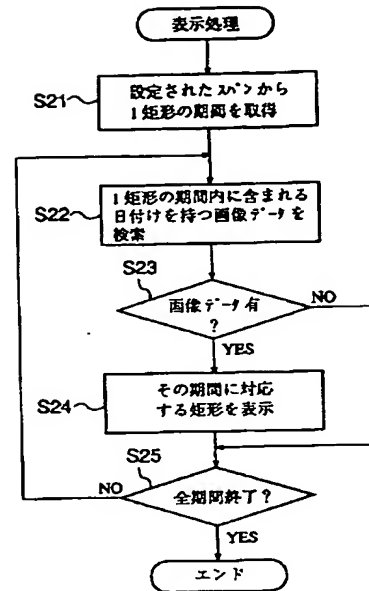 表示処理
S21
設定されたスパンから
1矩形の期間を取得
S22
1矩形の期間内に含まれる
日付けを持つ画像データを
検索
S23
画像データ有
?
NO
YES
S24
その期間に対応
する矩形を表示
S25
NO
全期間終了?
YES
エンド